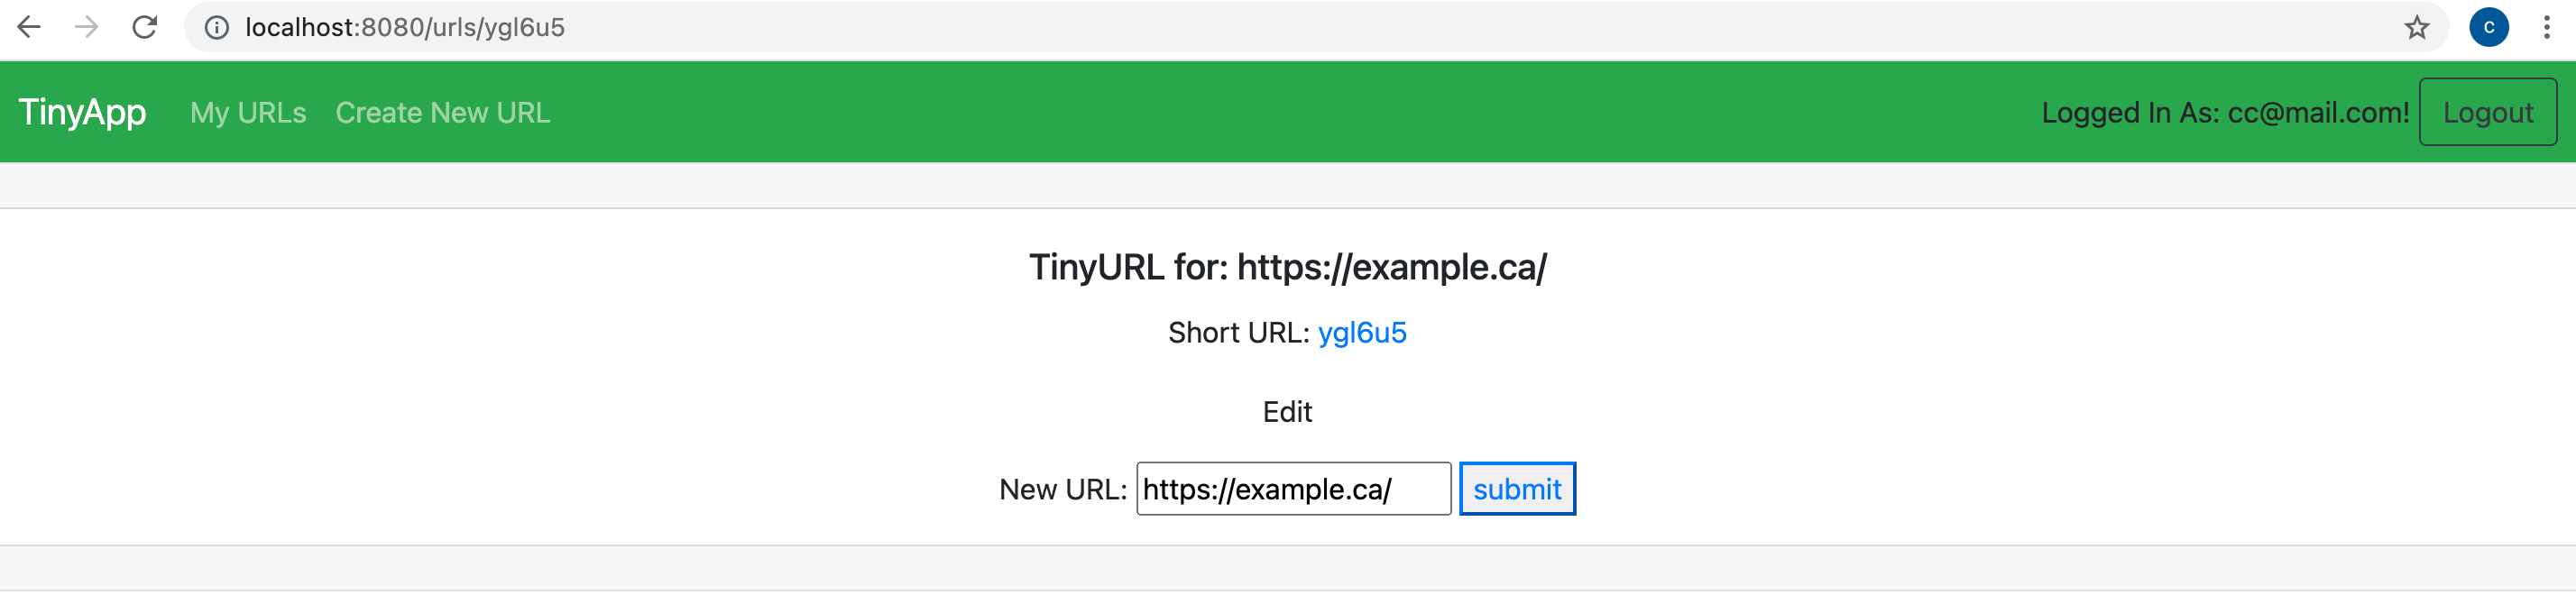 localhost:8080/urls/ygl6u5
C
TinyApp My URLs Create New URL Logged In As: cc@mail.com! Logout
TinyURL for: https://example.ca/
Short URL: ygl6u5
Edit
New URL: https://example.ca/ submit